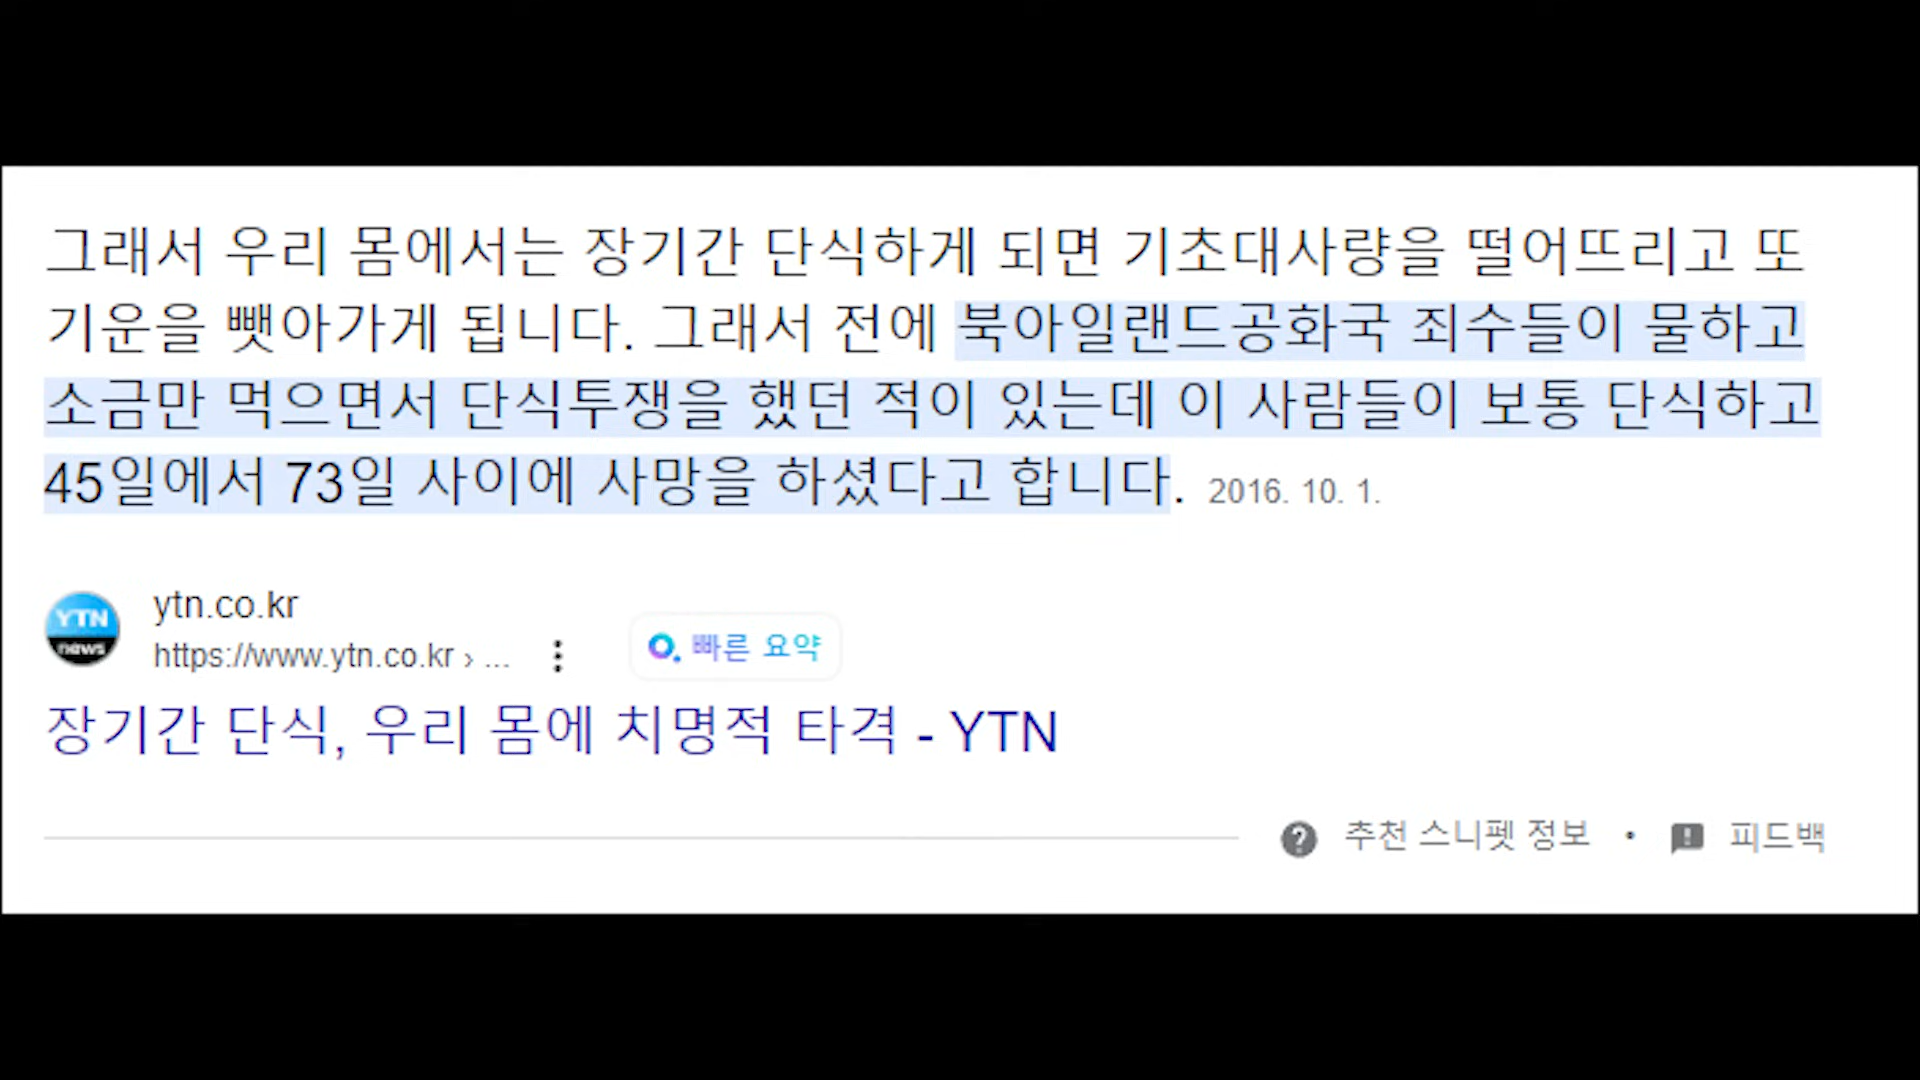 그래서 우리 몸에서는 장기간 단식하게 되면 기초대사량을 떨어뜨리고 또
기운을 뺏아가게 됩니다. 그래서 전에 북아일랜드공화국 죄수들이 물하고
소금만 먹으면서 단식투쟁을 했던 적이 있는데 이 사람들이 보통 단식하고
45일에서 73일 사이에 사망을 하셨다고 합니다. 2016. 10. 1.
YTN
news
ytn.co.kr
https://www.ytn.co.kr › ...
빠른 요약
장기간 단식, 우리 몸에 치명적 타격 - YTN
추천 스니펫 정보 • 피드백